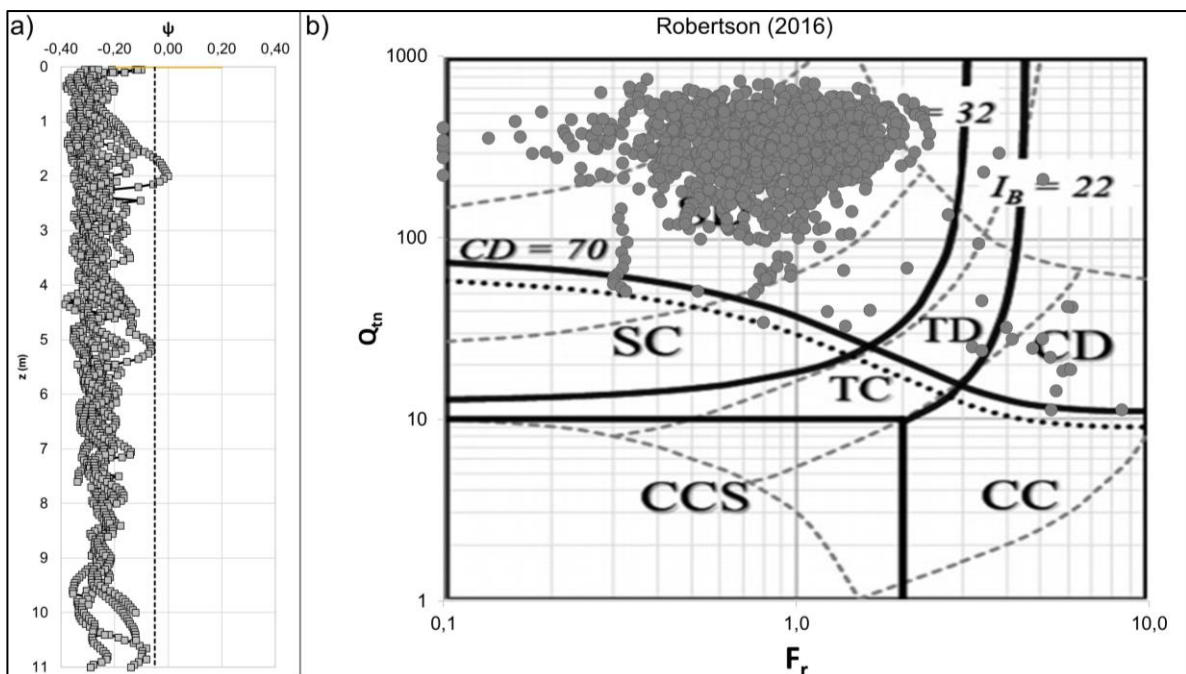 a)
ψ
-0,40 -0,20 0,00 0,20 0,40
0
1
2
3
4
5
6
7
8
9
10
11
z (m)
b)
Robertson (2016)
1000
100
10
1
Qtn
= 32
I_B = 22
CD = 70
SC
TD
CD
TC
CCS
CC
0,1 1,0 10,0
Fr